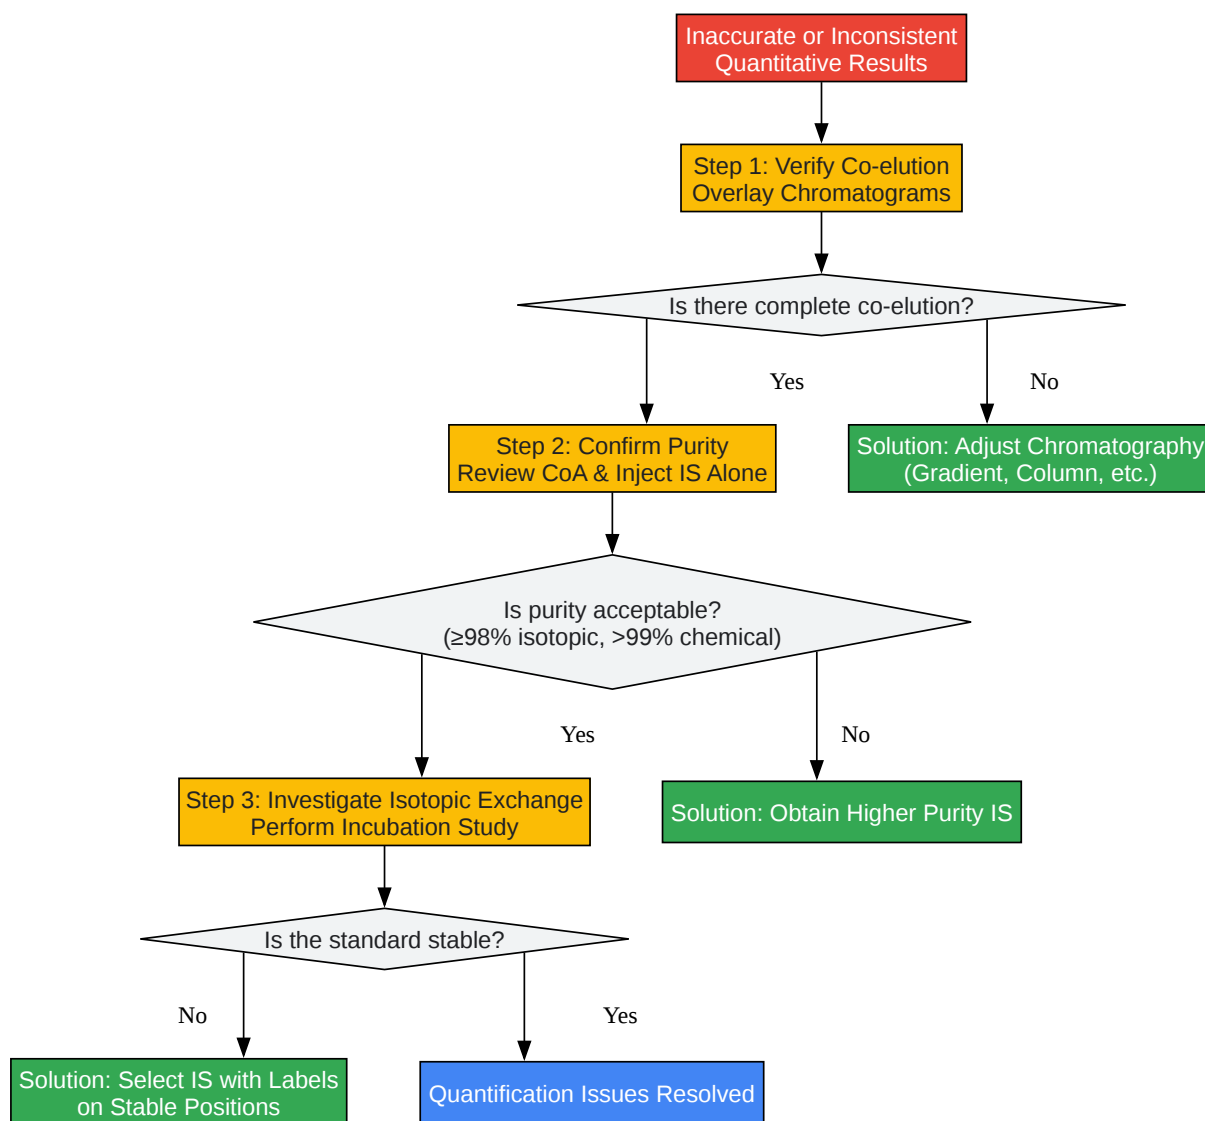 Inaccurate or Inconsistent
Quantitative Results
Step 1: Verify Co-elution
Overlay Chromatograms
Is there complete co-elution?
Yes
No
Step 2: Confirm Purity
Review CoA & Inject IS Alone
Solution: Adjust Chromatography
(Gradient, Column, etc.)
Is purity acceptable?
(≥98% isotopic, >99% chemical)
Yes
No
Step 3: Investigate Isotopic Exchange
Perform Incubation Study
Solution: Obtain Higher Purity IS
Is the standard stable?
No
Yes
Solution: Select IS with Labels
on Stable Positions
Quantification Issues Resolved